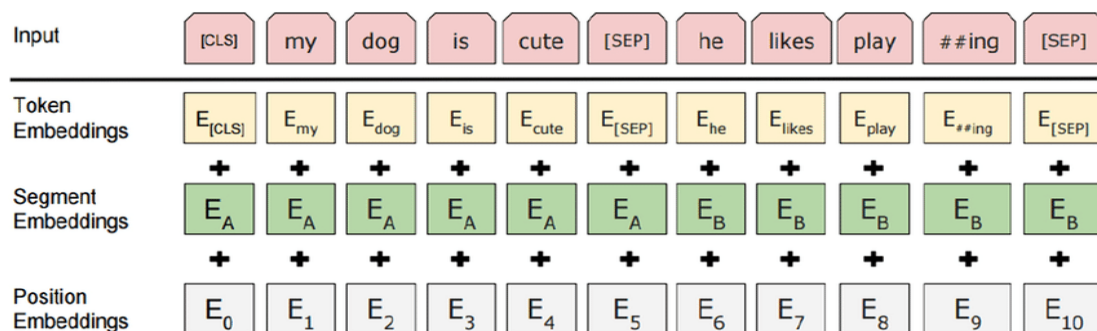 Input [CLS] my dog is cute [SEP] he likes play ##ing [SEP]
Token Embeddings E[CLS] Emy Edog Eis Ecute E[SEP] Ehe Elikes Eplay E##ing E[SEP]
+ + + + + + + + + + +
Segment Embeddings EA EA EA EA EA EA EB EB EB EB EB
+ + + + + + + + + + +
Position Embeddings E0 E1 E2 E3 E4 E5 E6 E7 E8 E9 E10